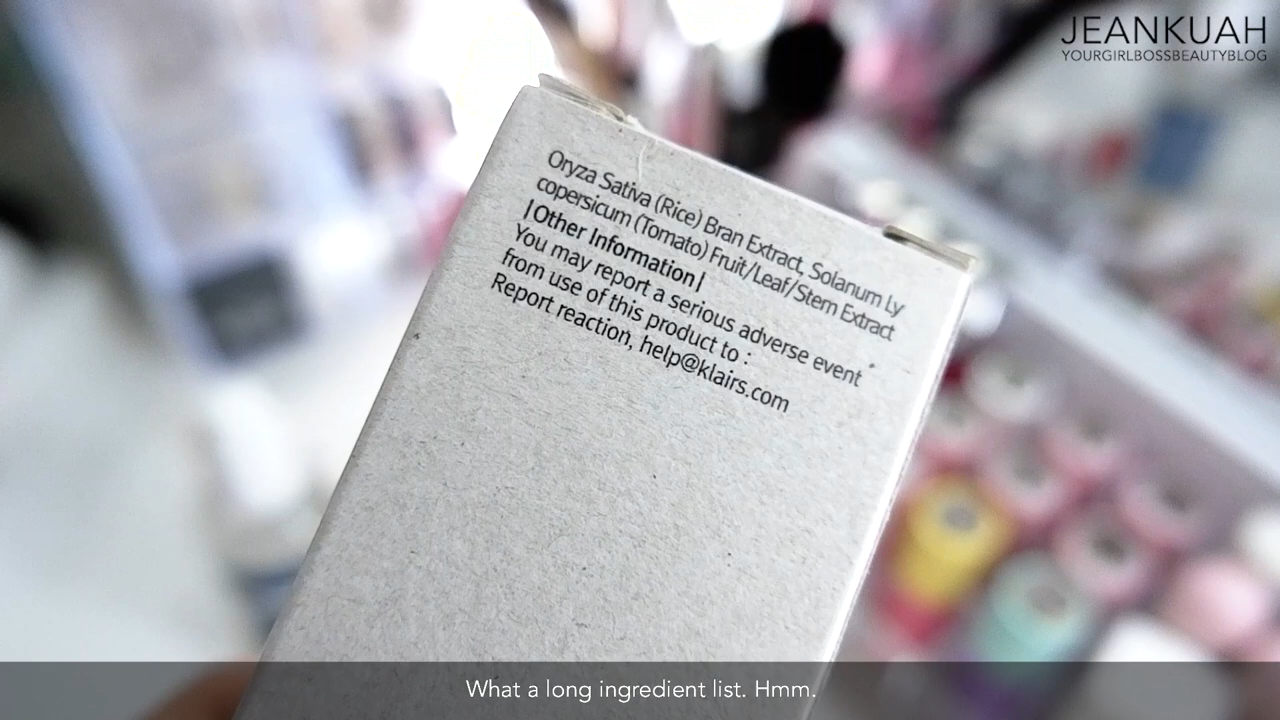 JEANKUAH
YOURGIRLBOSSBEAUTYBLOG
Oryza Sativa (Rice) Bran Extract, Solanum Ly
copersicum (Tomato) Fruit/Leaf/Stem Extract
|Other Information|
You may report a serious adverse event
from use of this product to :
Report reaction, help@klairs.com
What a long ingredient list. Hmm.